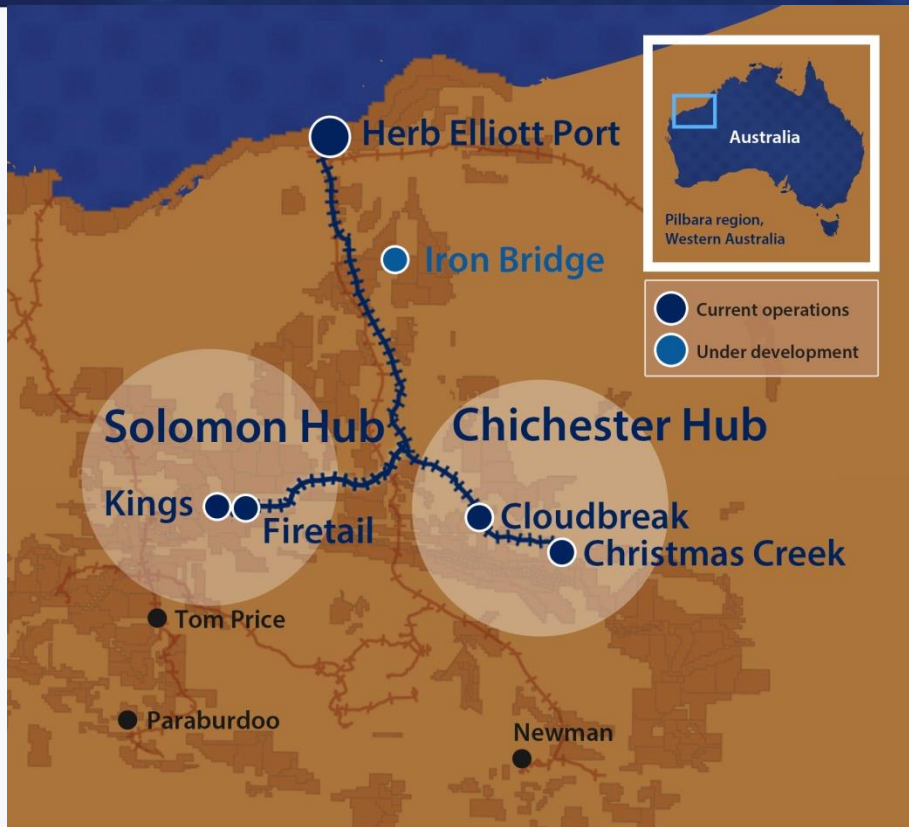 Herb Elliott Port
Australia
Pilbara region,
Western Australia
Iron Bridge
Current operations
Under development
Solomon Hub
Chichester Hub
Kings
Firetail
Cloudbreak
Christmas Creek
Tom Price
Paraburdoo
Newman